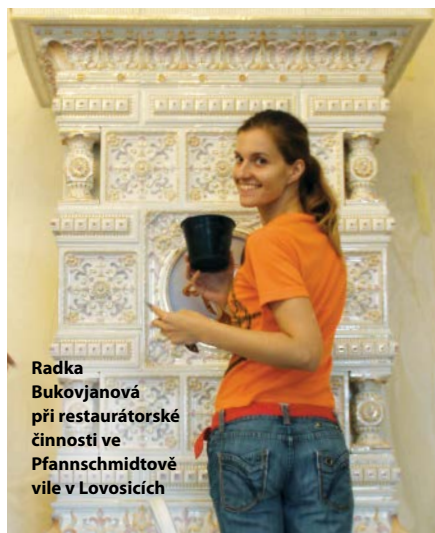 Radka
Bukovjanová
při restaurátorské
činnosti ve
Pfannschmidtově
vile v Lovosicích